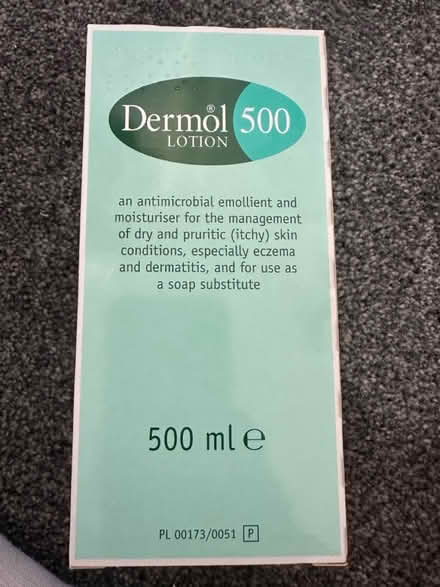 Dermol® 500
LOTION
an antimicrobial emollient and
moisturiser for the management
of dry and pruritic (itchy) skin
conditions, especially eczema
and dermatitis, and for use as
a soap substitute
500 ml ℮
PL 00173/0051 P